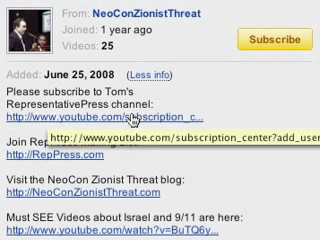 From: NeoConZionistThreat
Joined: 1 year ago
Videos: 25
Subscribe
Added: June 25, 2008 (Less info)
Please subscribe to Tom's
RepresentativePress channel:
http://www.youtube.com/subscription_c...
http://www.youtube.com/subscription_center?add_user
Join
http://RepPress.com
Visit the NeoCon Zionist Threat blog:
http://NeoConZionistThreat.com
Must SEE Videos about Israel and 9/11 are here:
http://www.youtube.com/watch?v=BuTQ6y...